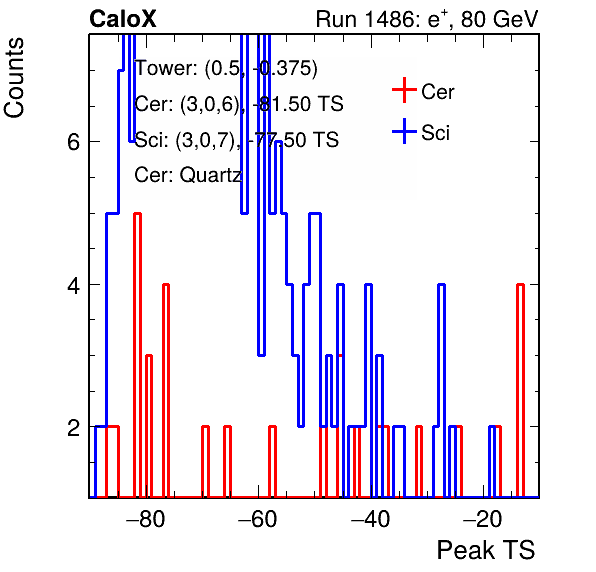 CaloX Run 1486: e+, 80 GeV
Counts
Tower: (0.5, -0.375)
Cer: (3,0,6), -81.50 TS
Sci: (3,0,7), -77.50 TS
Cer: Quartz
Cer
Sci
6
4
2
−80 −60 −40 −20
Peak TS